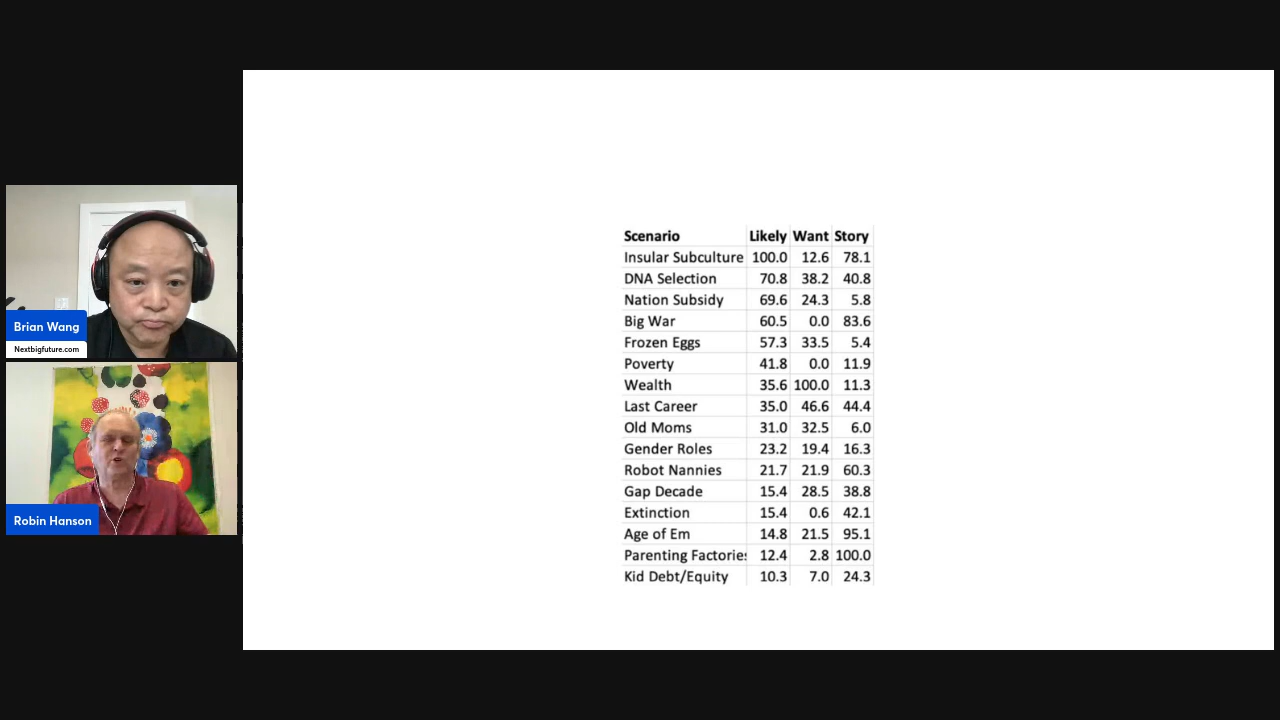 Brian Wang
Nextbigfuture.com
Robin Hanson
Scenario Likely Want Story
Insular Subculture 100.0 12.6 78.1
DNA Selection 70.8 38.2 40.8
Nation Subsidy 69.6 24.3 5.8
Big War 60.5 0.0 83.6
Frozen Eggs 57.3 33.5 5.4
Poverty 41.8 0.0 11.9
Wealth 35.6 100.0 11.3
Last Career 35.0 46.6 44.4
Old Moms 31.0 32.5 6.0
Gender Roles 23.2 19.4 16.3
Robot Nannies 21.7 21.9 60.3
Gap Decade 15.4 28.5 38.8
Extinction 15.4 0.6 42.1
Age of Em 14.8 21.5 95.1
Parenting Factories 12.4 2.8 100.0
Kid Debt/Equity 10.3 7.0 24.3